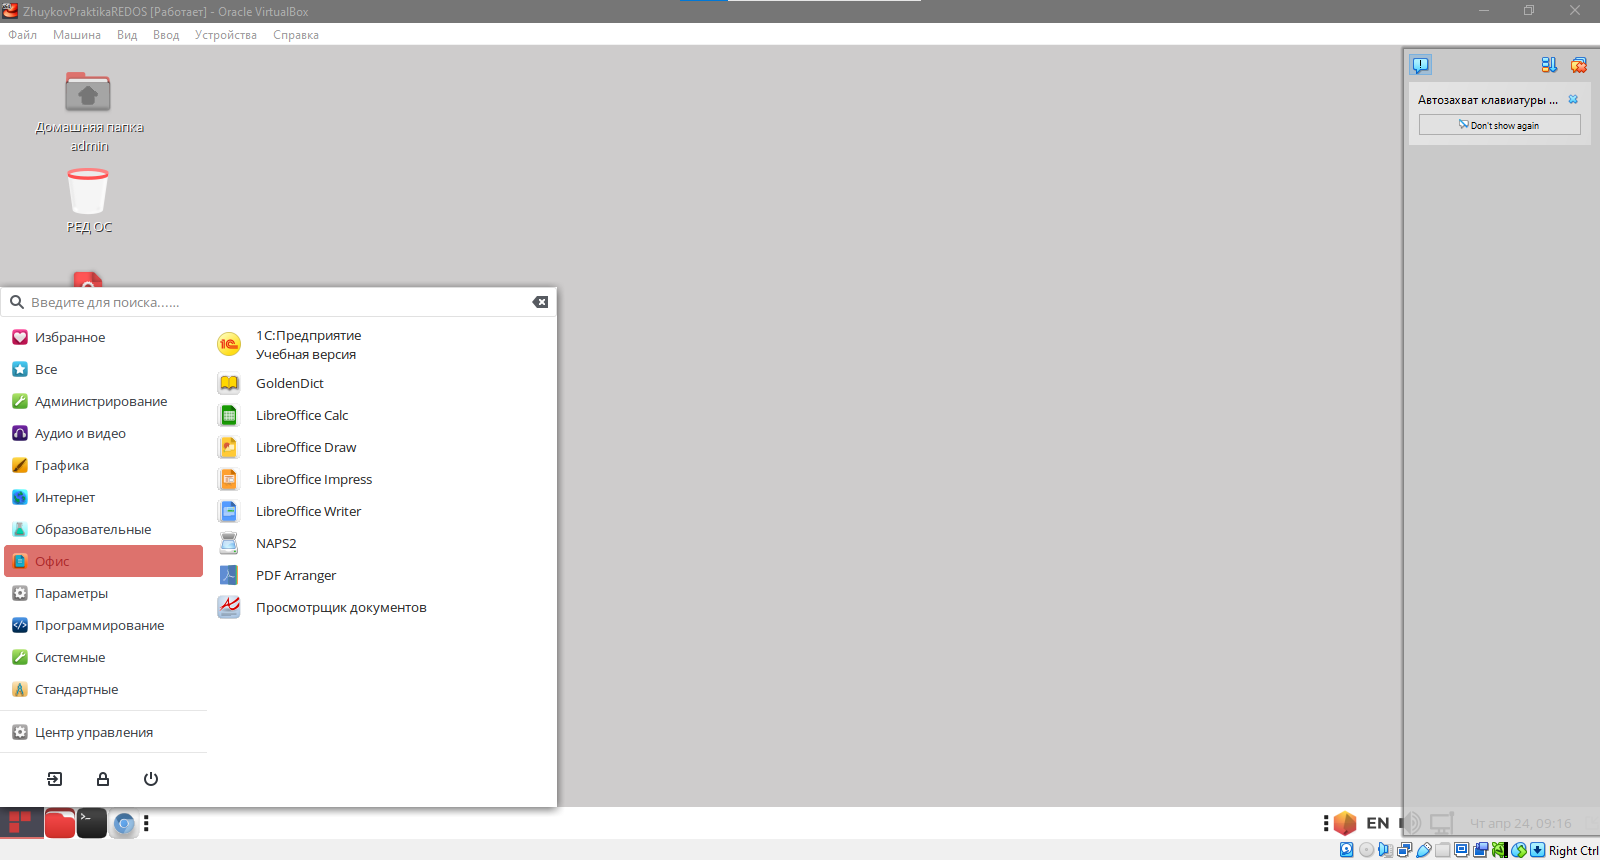 ZhuykovPraktikaREDOS [Работает] - Oracle VirtualBox
Файл Машина Вид Ввод Устройства Справка
Домашняя папка
admin
РЕД ОС
Автозахват клавиатуры ...
Don't show again
Введите для поиска......
Избранное
Все
Администрирование
Аудио и видео
Графика
Интернет
Образовательные
Офис
Параметры
Программирование
Системные
Стандартные
Центр управления
1С:Предприятие
Учебная версия
GoldenDict
LibreOffice Calc
LibreOffice Draw
LibreOffice Impress
LibreOffice Writer
NAPS2
PDF Arranger
Просмотрщик документов
EN
Чт апр 24, 09:16
Right Ctrl